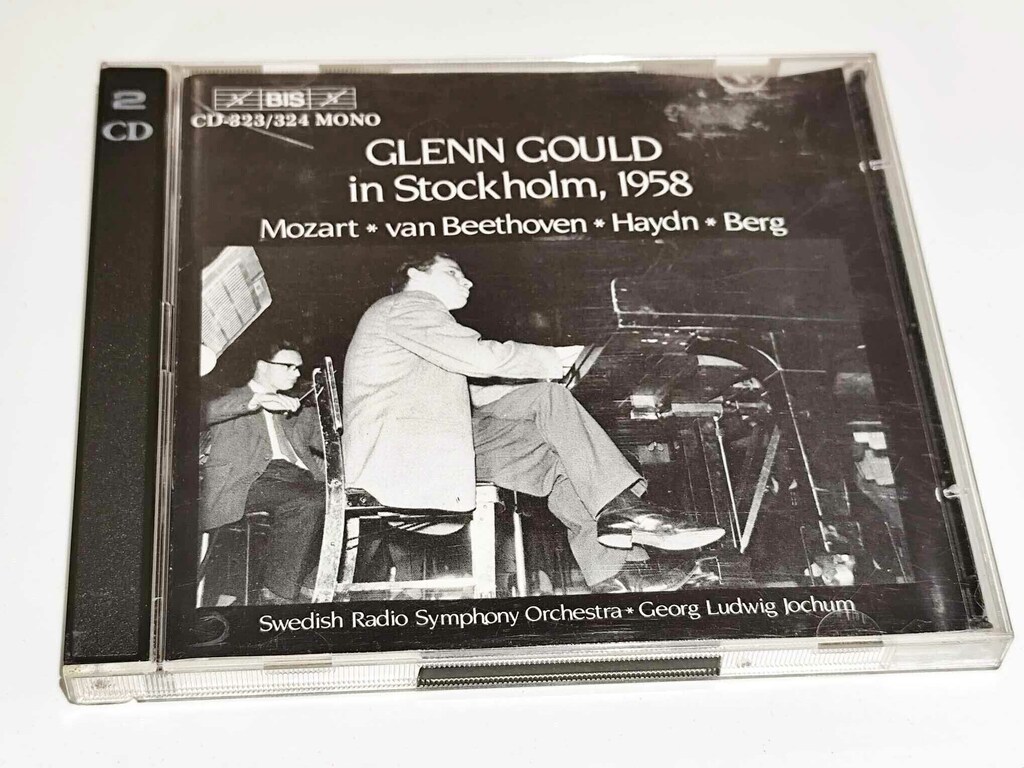 2
CD
BIS
CD-323/324 MONO
GLENN GOULD
in Stockholm, 1958
Mozart * van Beethoven * Haydn * Berg
Swedish Radio Symphony Orchestra * Georg Ludwig Jochum